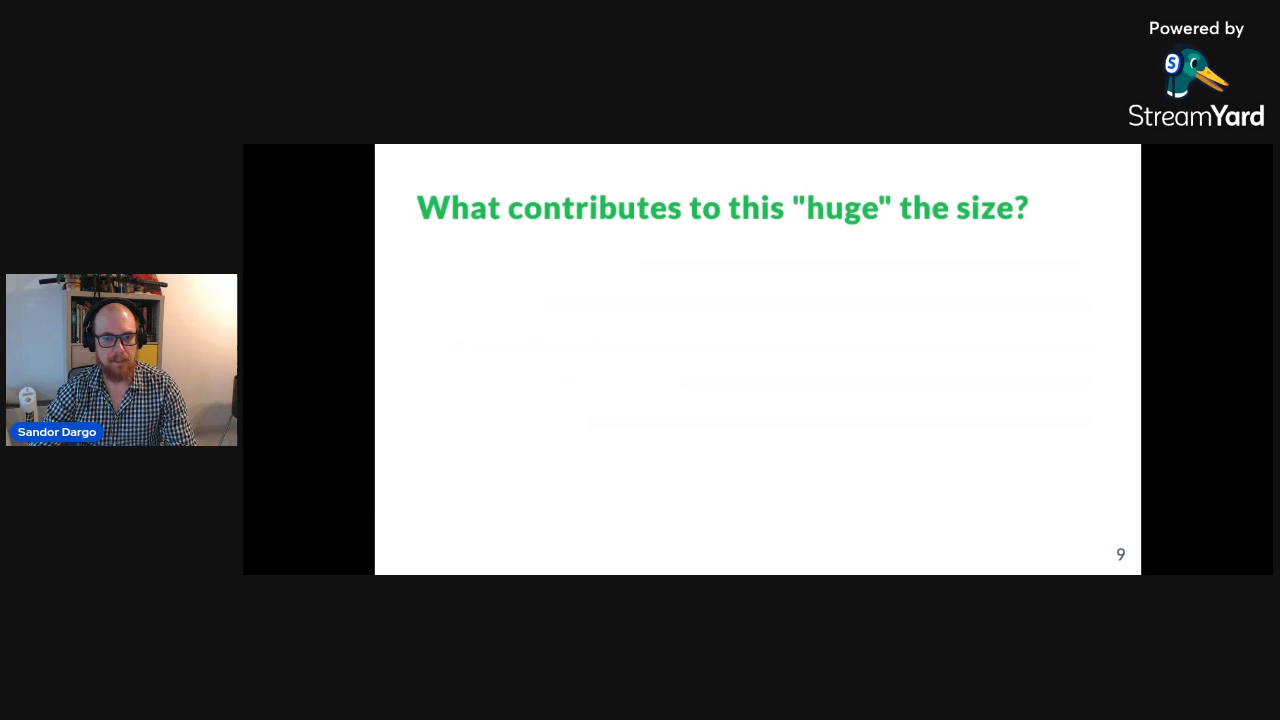 Powered by
S
StreamYard
What contributes to this "huge" the size?
Sandor Dargo
9